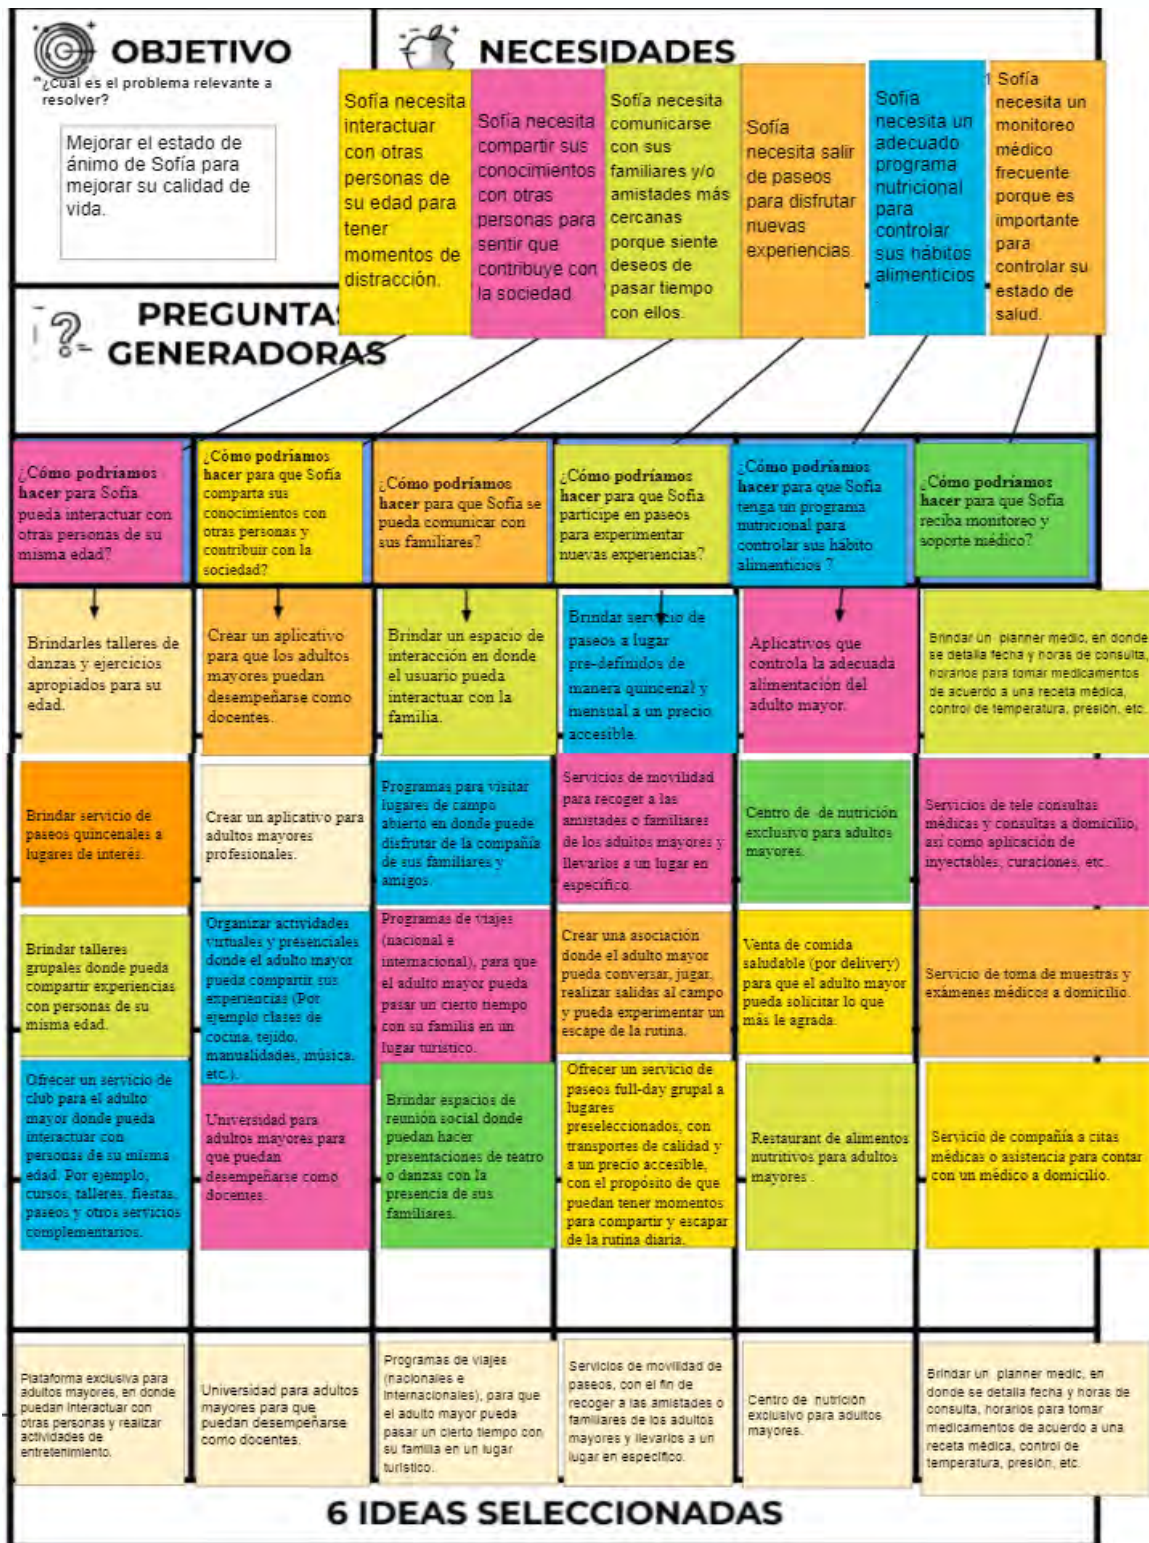 OBJETIVO
"¿Cuál es el problema relevante a
resolver?
Mejorar el estado de
ánimo de Sofía para
mejorar su calidad de
vida.
NECESIDADES
Sofía necesita
interactuar
con otras
personas de
su edad para
tener
momentos de
distracción.
Sofía necesita
compartir sus
conocimientos
con otras
personas para
sentir que
contribuye con
la sociedad
Sofía necesita
comunicarse
con sus
familiares y/o
amistades más
cercanas
porque siente
deseos de
pasar tiempo
con ellos.
Sofía
necesita salir
de paseos
para disfrutar
nuevas
experiencias.
Sofía
necesita un
adecuado
programa
nutricional
para
controlar
sus hábitos
alimenticios
Sofía
necesita un
monitoreo
médico
frecuente
porque es
importante
para
controlar su
estado de
salud.
PREGUNTAS
GENERADORAS
¿Cómo podríamos
hacer para Sofía
pueda interactuar con
otras personas de su
misma edad?
¿Cómo podríamos
hacer para que Sofía
comparta sus
conocimientos con
otras personas y
contribuir con la
sociedad?
¿Cómo podríamos
hacer para que Sofía se
pueda comunicar con
sus familiares?
¿Cómo podríamos
hacer para que Sofía
participe en paseos
para experimentar
nuevas experiencias?
¿Cómo podríamos
hacer para que Sofía
tenga un programa
nutricional para
controlar sus hábito
alimenticios ?
¿Cómo podríamos
hacer para que Sofía
reciba monitoreo y
soporte médico?
Brindarles talleres de
danzas y ejercicios
apropiados para su
edad.
Crear un aplicativo
para que los adultos
mayores puedan
desempeñarse como
docentes.
Brindar un espacio de
interacción en donde
el usuario pueda
interactuar con la
familia.
Brindar servicio de
paseos a lugar
pre-definidos de
manera quincenal y
mensual a un precio
accesible.
Aplicativos que
controla la adecuada
alimentación del
adulto mayor.
Brindar un planner medic, en donde
se detalla fecha y horas de consulta,
horarios para tomar medicamentos
de acuerdo a una receta médica,
control de temperatura, presión, etc.
Brindar servicio de
paseos quincenales a
lugares de interés.
Crear un aplicativo para
adultos mayores
profesionales.
Programas para visitar
lugares de campo
abierto en donde puede
disfrutar de la compañía
de sus familiares y
amigos.
Servicios de movilidad
para recoger a las
amistades o familiares
de los adultos mayores y
llevarlos a un lugar en
específico.
Centro de de nutrición
exclusivo para adultos
mayores.
Servicios de tele consultas
médicas y consultas a domicilio,
así como aplicación de
inyectables, curaciones, etc.
Brindar talleres
grupales donde pueda
compartir experiencias
con personas de su
misma edad.
Organizar actividades
virtuales y presenciales
donde el adulto mayor
pueda compartir sus
experiencias (Por
ejemplo clases de
cocina, tejido,
manualidades, música,
etc.).
Programas de viajes
(nacional e
internacional), para que
el adulto mayor pueda
pasar un cierto tiempo
con su familia en un
lugar turístico.
Crear una asociación
donde el adulto mayor
pueda conversar, jugar,
realizar salidas al campo
y pueda experimentar un
escape de la rutina.
Venta de comida
saludable (por delivery)
para que el adulto mayor
pueda solicitar lo que
más le agrada.
Servicio de toma de muestras y
exámenes médicos a domicilio.
Ofrecer un servicio de
club para el adulto
mayor donde pueda
interactuar con
personas de su misma
edad. Por ejemplo,
cursos, talleres, fiestas,
paseos y otros servicios
complementarios.
Universidad para
adultos mayores para
que puedan
desempeñarse como
docentes.
Brindar espacios de
reunión social donde
puedan hacer
presentaciones de teatro
o danzas con la
presencia de sus
familiares.
Ofrecer un servicio de
paseos full-day grupal a
lugares
preseleccionados, con
transportes de calidad y
a un precio accesible,
con el propósito de que
puedan tener momentos
para compartir y escapar
de la rutina diaria.
Restaurant de alimentos
nutritivos para adultos
mayores .
Servicio de compañía a citas
médicas o asistencia para contar
con un médico a domicilio.
Plataforma exclusiva para
adultos mayores, en donde
puedan interactuar con
otras personas y realizar
actividades de
entretenimiento.
Universidad para adultos
mayores para que
puedan desempeñarse
como docentes.
Programas de viajes
(nacionales e
internacionales), para que
el adulto mayor pueda
pasar un cierto tiempo con
su familia en un lugar
turístico.
Servicios de movilidad de
paseos, con el fin de
recoger a las amistades o
familiares de los adultos
mayores y llevarlos a un
lugar en específico.
Centro de nutrición
exclusivo para adultos
mayores.
Brindar un planner medic, en
donde se detalla fecha y horas de
consulta, horarios para tomar
medicamentos de acuerdo a una
receta médica, control de
temperatura, presión, etc.
6 IDEAS SELECCIONADAS